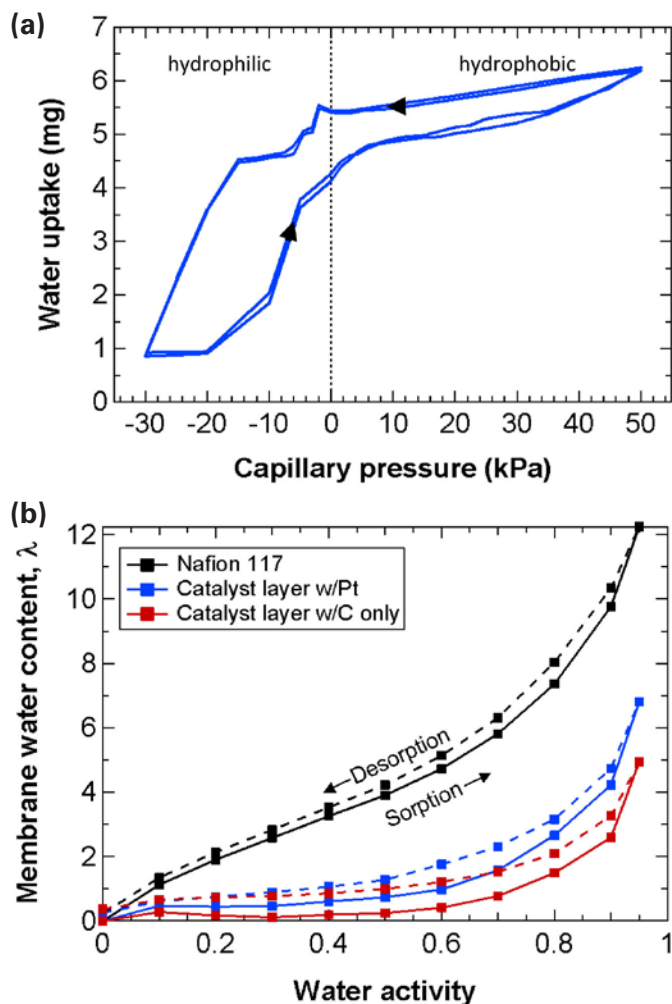 (a)
7
6
5
4
3
2
1
0
Water uptake (mg)
hydrophilic
hydrophobic
-30 -20 -10 0 10 20 30 40 50
Capillary pressure (kPa)
(b)
12
10
8
6
4
2
0
Membrane water content, λ
Nafion 117
Catalyst layer w/Pt
Catalyst layer w/C only
Desorption
Sorption
0 0.2 0.4 0.6 0.8 1
Water activity